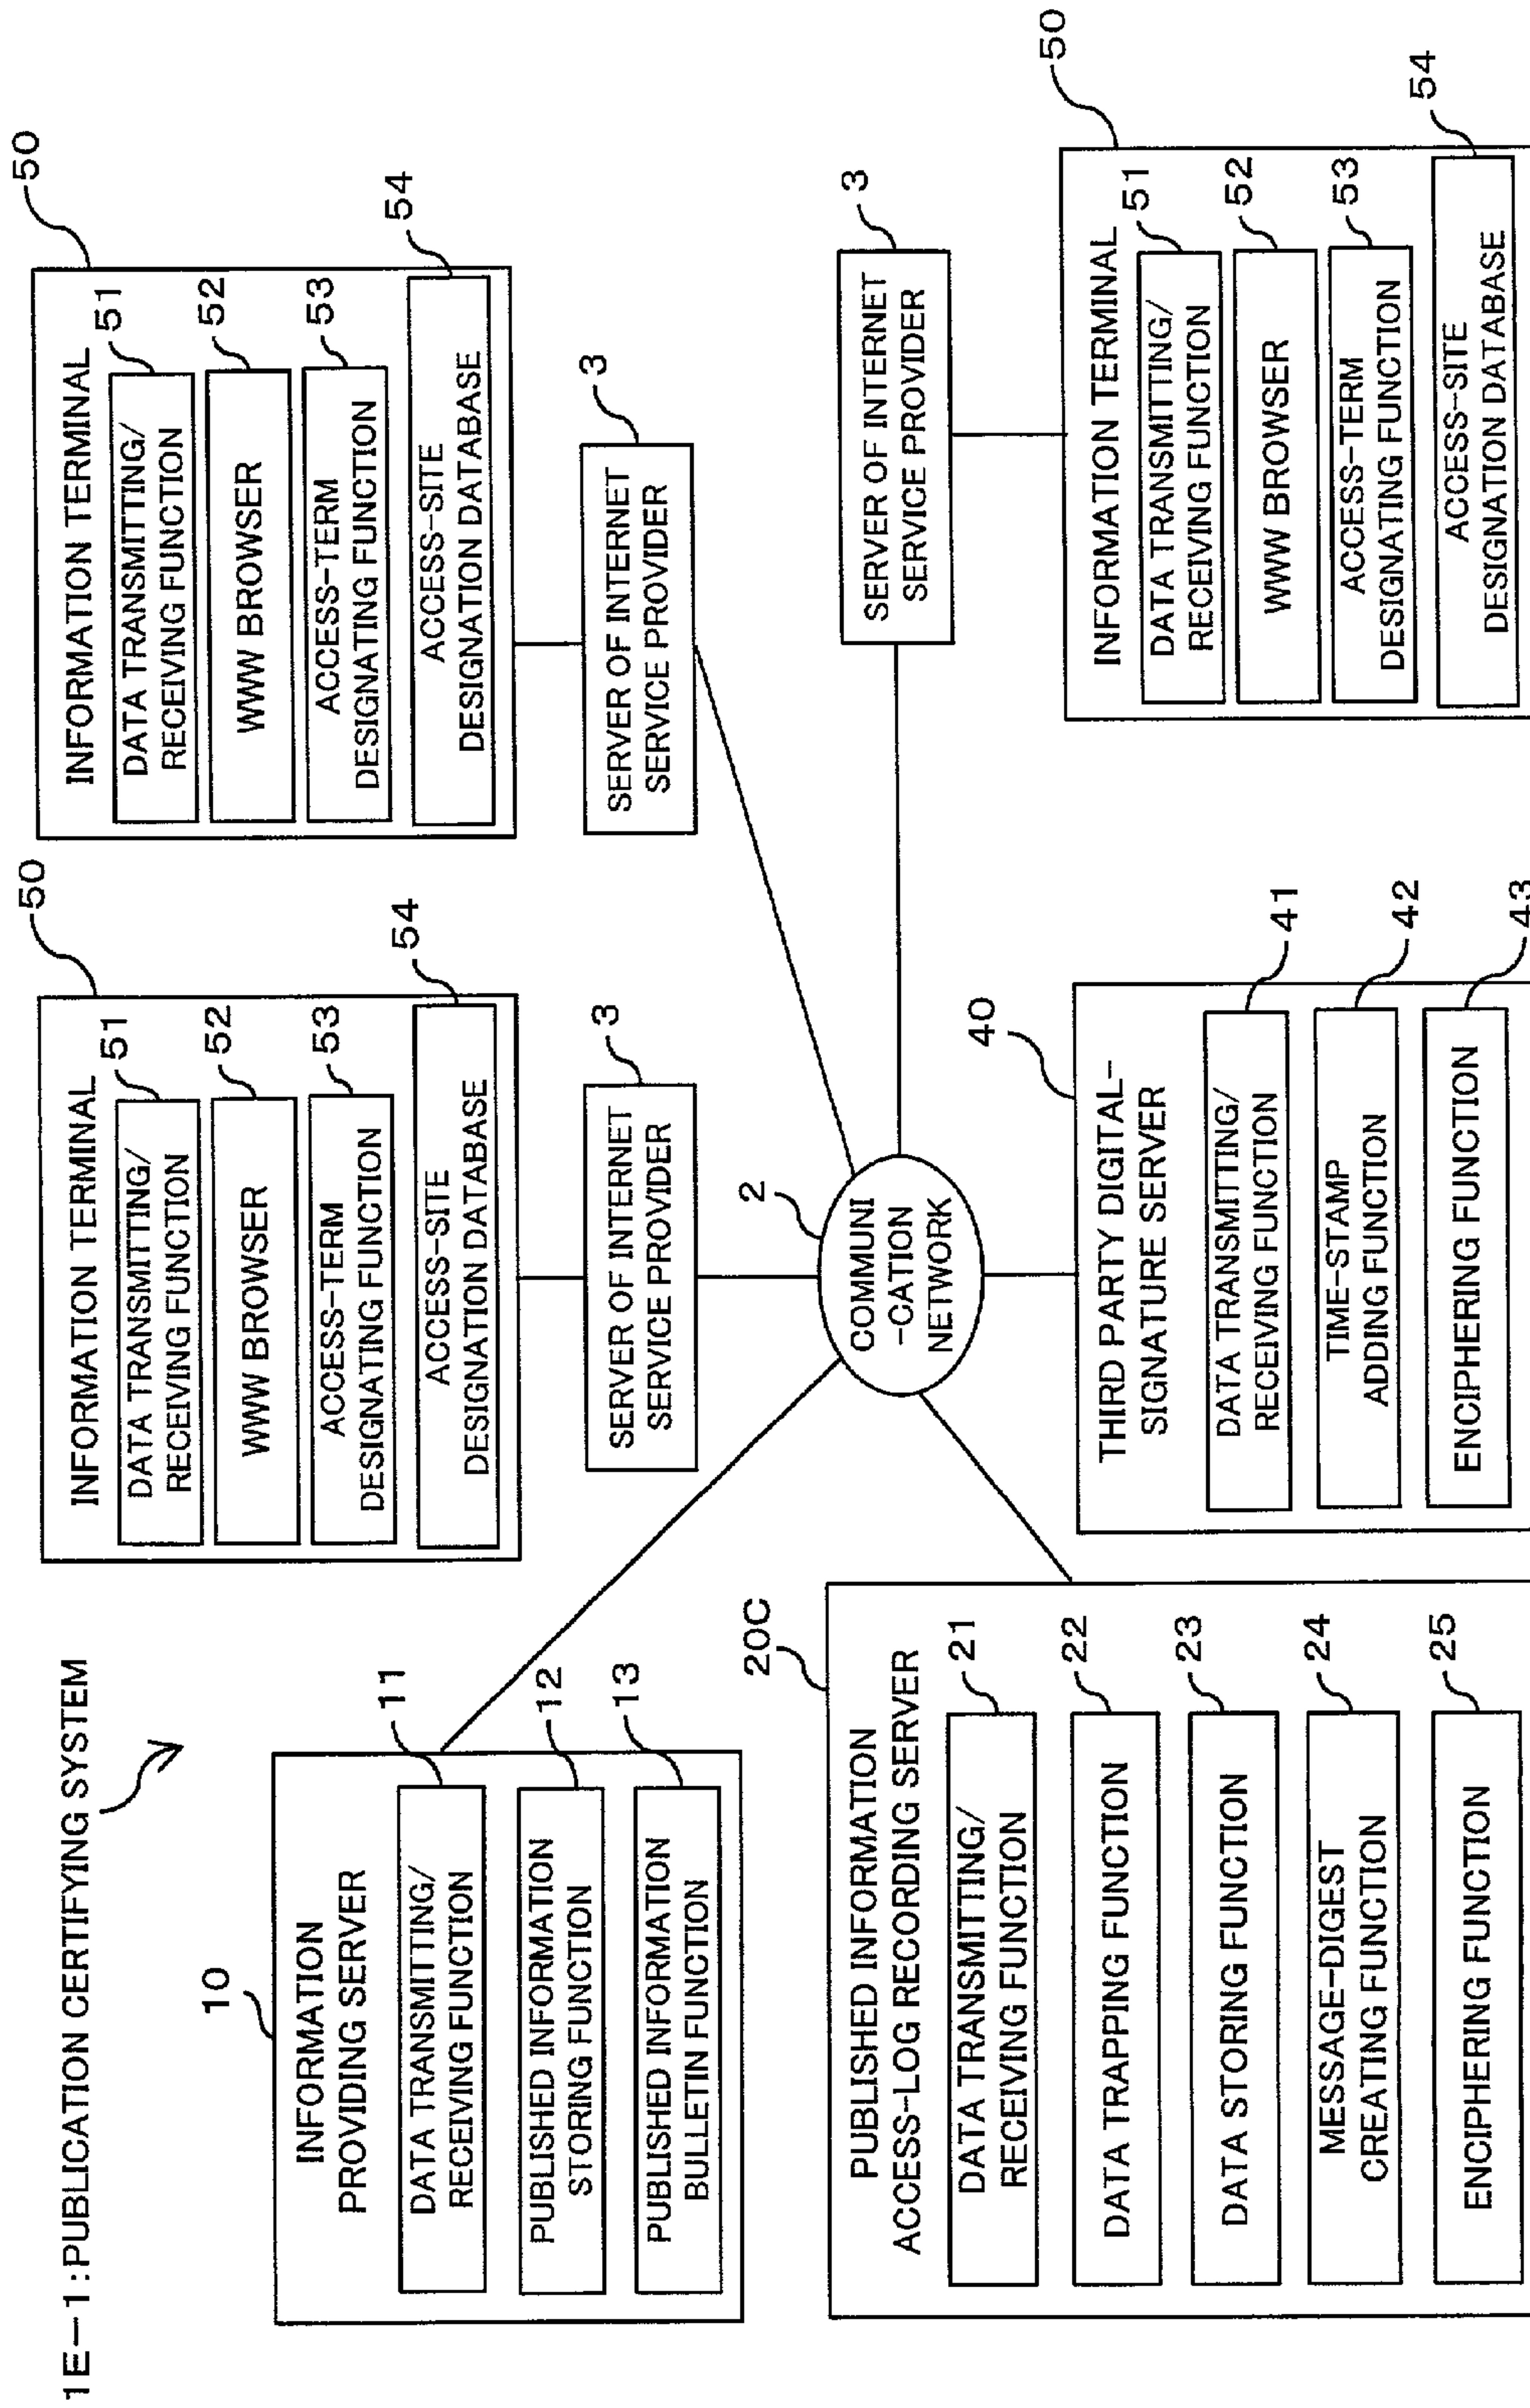 1E-1:PUBLICATION CERTIFYING SYSTEM
10
INFORMATION
PROVIDING SERVER
DATA TRANSMITTING/
RECEIVING FUNCTION
11
PUBLISHED INFORMATION
STORING FUNCTION
12
PUBLISHED INFORMATION
BULLETIN FUNCTION
13
50
INFORMATION TERMINAL
DATA TRANSMITTING/
RECEIVING FUNCTION
51
WWW BROWSER
52
ACCESS-TERM
DESIGNATING FUNCTION
53
ACCESS-SITE
DESIGNATION DATABASE
54
SERVER OF INTERNET
SERVICE PROVIDER
3
50
INFORMATION TERMINAL
DATA TRANSMITTING/
RECEIVING FUNCTION
51
WWW BROWSER
52
ACCESS-TERM
DESIGNATING FUNCTION
53
ACCESS-SITE
DESIGNATION DATABASE
54
SERVER OF INTERNET
SERVICE PROVIDER
3
2
COMMUNI
-CATION
NETWORK
20C
PUBLISHED INFORMATION
ACCESS-LOG RECORDING SERVER
DATA TRANSMITTING/
RECEIVING FUNCTION
21
DATA TRAPPING FUNCTION
22
DATA STORING FUNCTION
23
MESSAGE-DIGEST
CREATING FUNCTION
24
ENCIPHERING FUNCTION
25
40
THIRD PARTY DIGITAL-
SIGNATURE SERVER
DATA TRANSMITTING/
RECEIVING FUNCTION
41
TIME-STAMP
ADDING FUNCTION
42
ENCIPHERING FUNCTION
43
SERVER OF INTERNET
SERVICE PROVIDER
3
50
INFORMATION TERMINAL
DATA TRANSMITTING/
RECEIVING FUNCTION
51
WWW BROWSER
52
ACCESS-TERM
DESIGNATING FUNCTION
53
ACCESS-SITE
DESIGNATION DATABASE
54